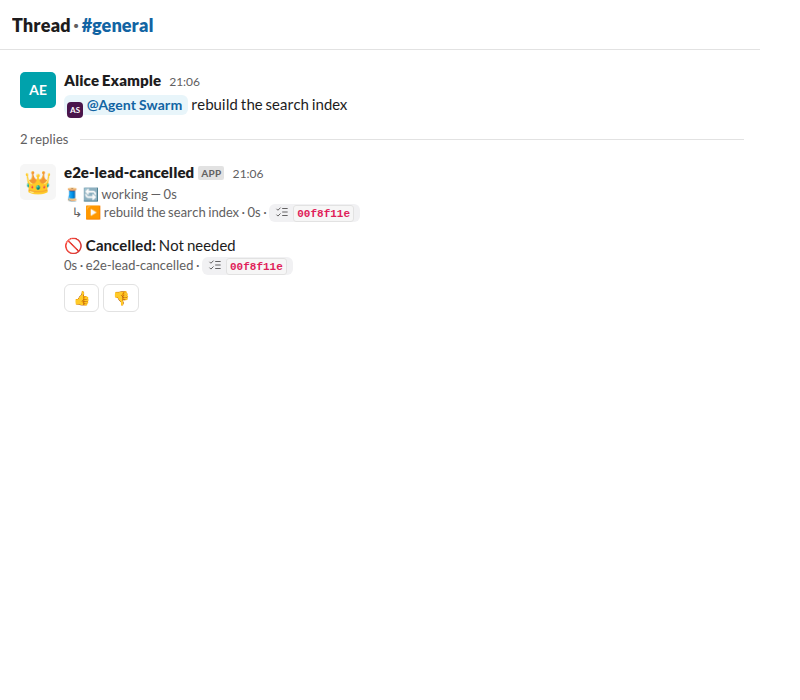 Thread • #general
AE
Alice Example 21:06
AS @Agent Swarm rebuild the search index
2 replies
e2e-lead-cancelled APP 21:06
🧵 🔄 working — 0s
↳ ▶️ rebuild the search index · 0s · 00f8f11e
🚫 Cancelled: Not needed
0s · e2e-lead-cancelled · 00f8f11e
👍 👎